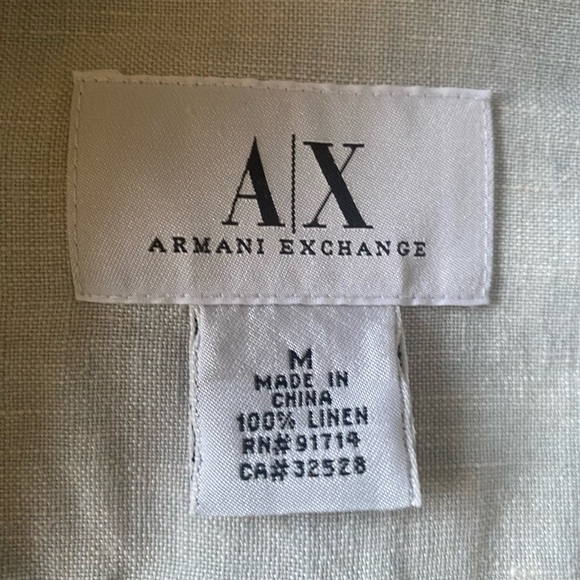 A|X
ARMANI EXCHANGE
M
MADE IN
CHINA
100% LINEN
RN#91714
CA#32528